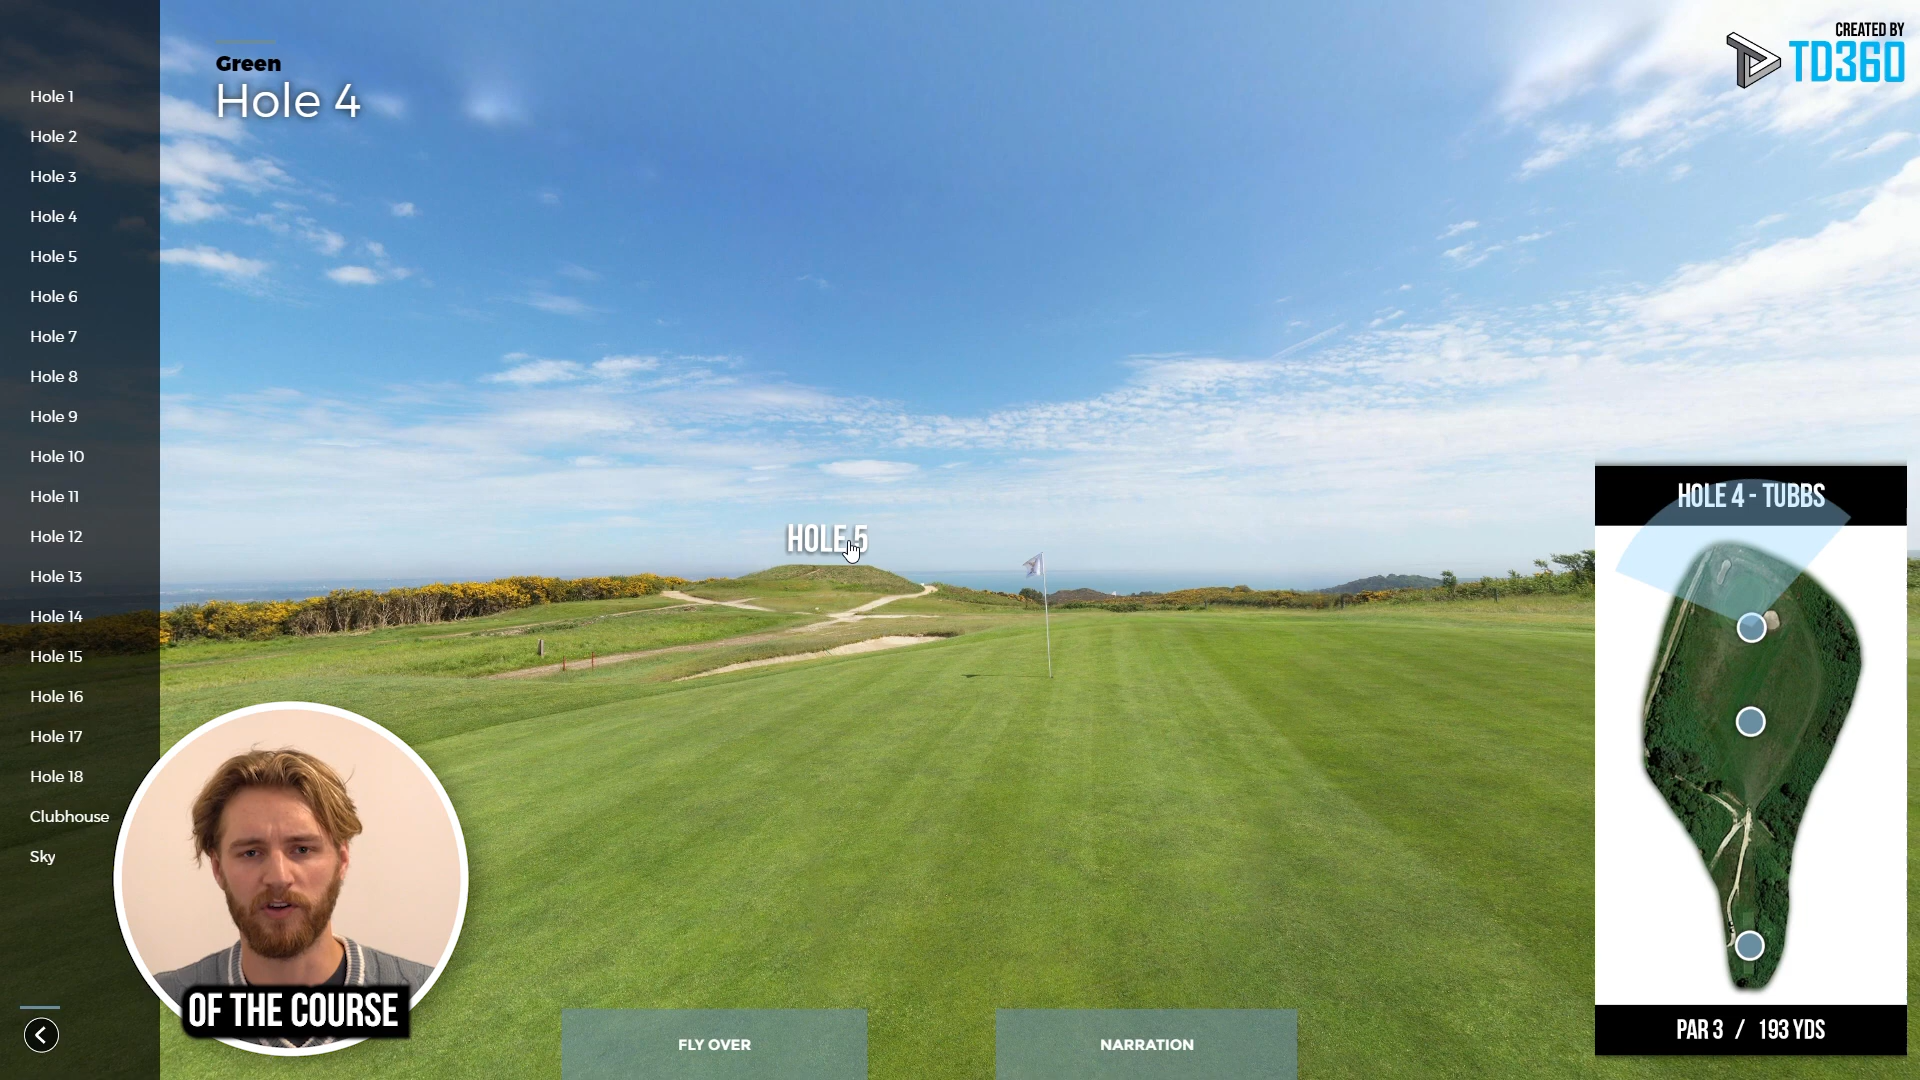 Hole 1
Hole 2
Hole 3
Hole 4
Hole 5
Hole 6
Hole 7
Hole 8
Hole 9
Hole 10
Hole 11
Hole 12
Hole 13
Hole 14
Hole 15
Hole 16
Hole 17
Hole 18
Clubhouse
Sky
Green
Hole 4
CREATED BY
TD360
HOLE 5
HOLE 4 - TUBBS
PAR 3 / 193 YDS
OF THE COURSE
FLY OVER
NARRATION